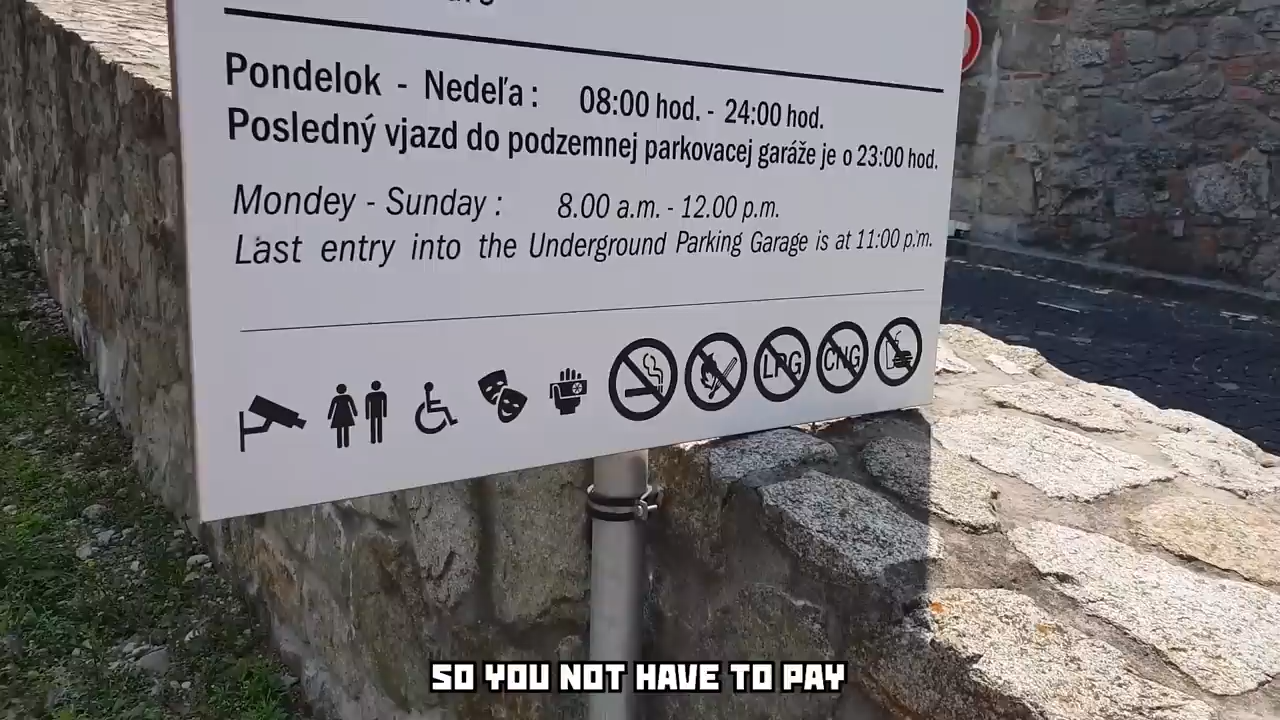 Pondelok - Nedeľa : 08:00 hod. - 24:00 hod.
Posledný vjazd do podzemnej parkovacej garáže je o 23:00 hod.
Mondey - Sunday : 8.00 a.m. - 12.00 p.m.
Last entry into the Underground Parking Garage is at 11:00 p.m.
LPG CNG
SO YOU NOT HAVE TO PAY